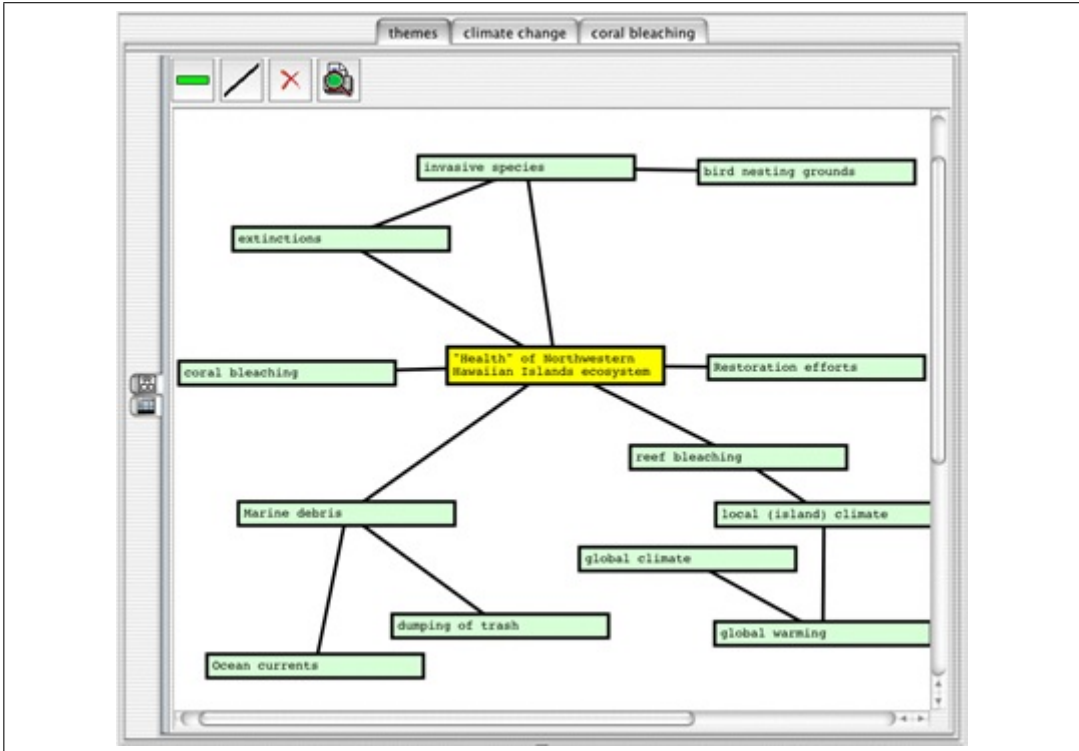 themes
climate change
coral bleaching
invasive species
bird nesting grounds
extinctions
"Health" of Northwestern
Hawaiian Islands ecosystem
coral bleaching
Restoration efforts
reef bleaching
Marine debris
local (island) climate
global climate
dumping of trash
global warming
Ocean currents